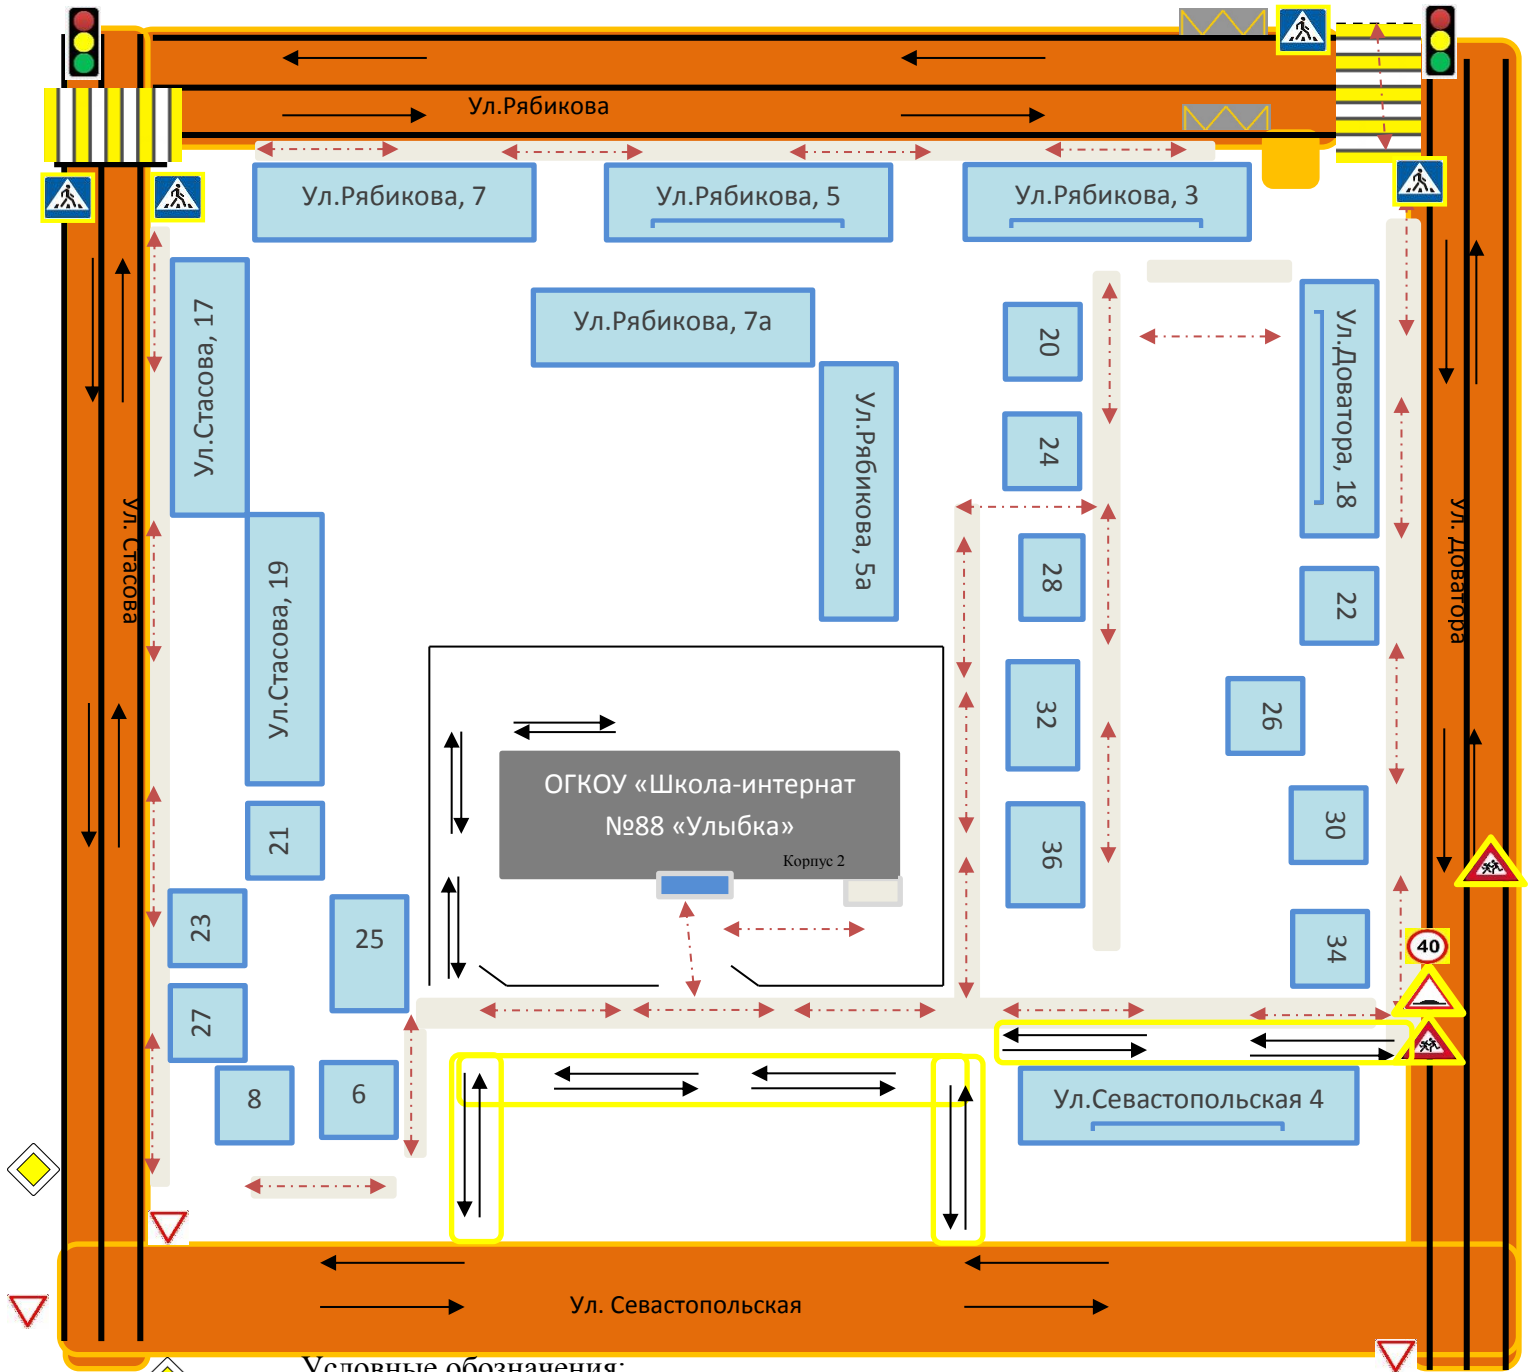 Ул.Рябикова
Ул.Рябикова, 7
Ул.Рябикова, 5
Ул.Рябикова, 3
Ул.Стасова, 17
Ул.Рябикова, 7а
20
Ул.Доватора, 18
Ул.Рябикова, 5а
24
Ул. Стасова
Ул. Доватора
Ул.Стасова, 19
28
22
32
26
ОГКОУ «Школа-интернат
№88 «Улыбка»
Корпус 2
21
36
30
23
25
34
40
27
8
6
Ул.Севастопольская 4
Ул. Севастопольская
Условные обозначения: